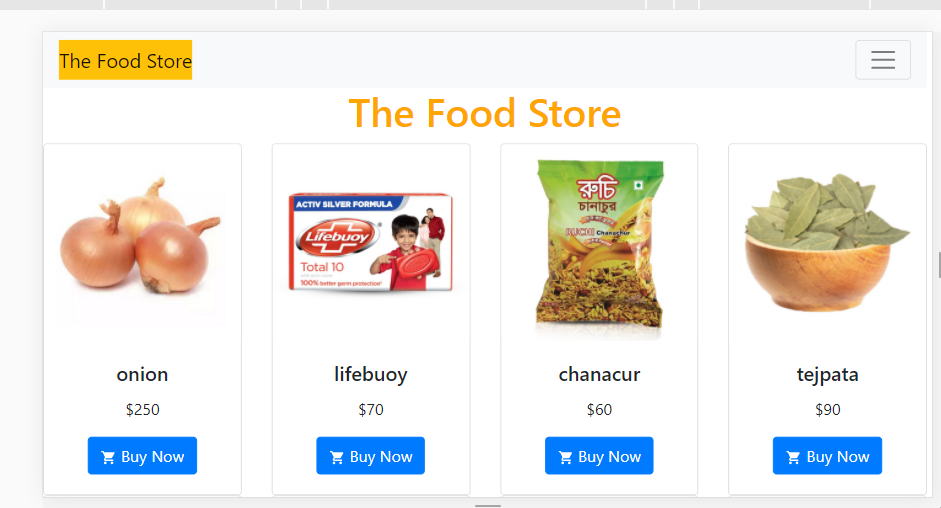 The Food Store
The Food Store
ACTIV SILVER FORMULA
Lifebuoy
Total 10
100% better germ protection*
রুচি
চানাচুর
RUCHI Chanachur
onion
lifebuoy
chanacur
tejpata
$250
$70
$60
$90
Buy Now
Buy Now
Buy Now
Buy Now